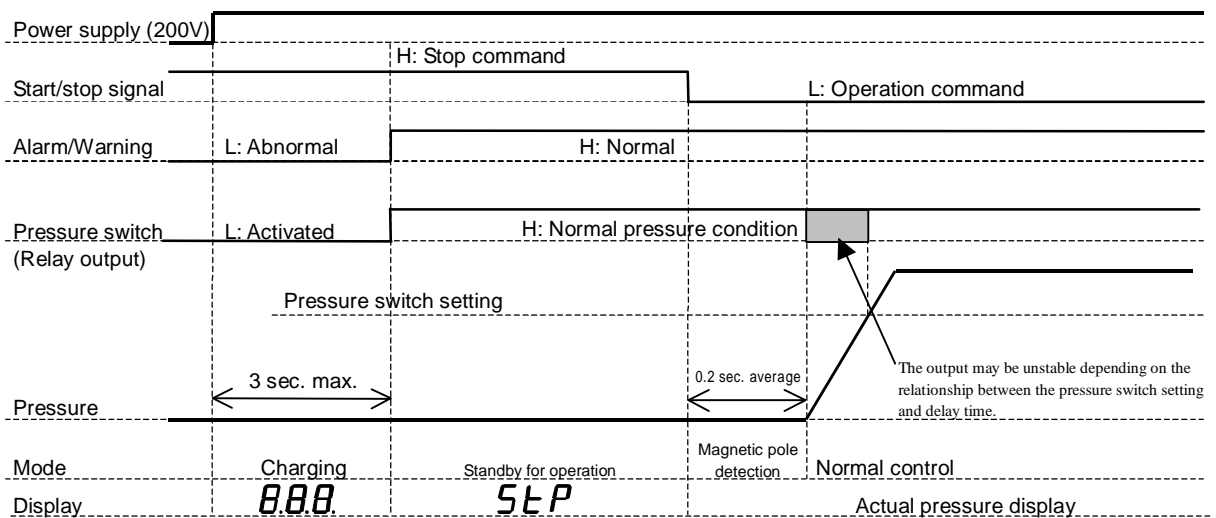 Power supply (200V)
H: Stop command
Start/stop signal
L: Operation command
Alarm/Warning
L: Abnormal
H: Normal
Pressure switch
(Relay output)
L: Activated
H: Normal pressure condition
Pressure switch setting
The output may be unstable depending on the
relationship between the pressure switch setting
and delay time.
3 sec. max.
0.2 sec. average
Pressure
Mode
Charging
Standby for operation
Magnetic pole
detection
Normal control
Display
8.8.8.
StP
Actual pressure display